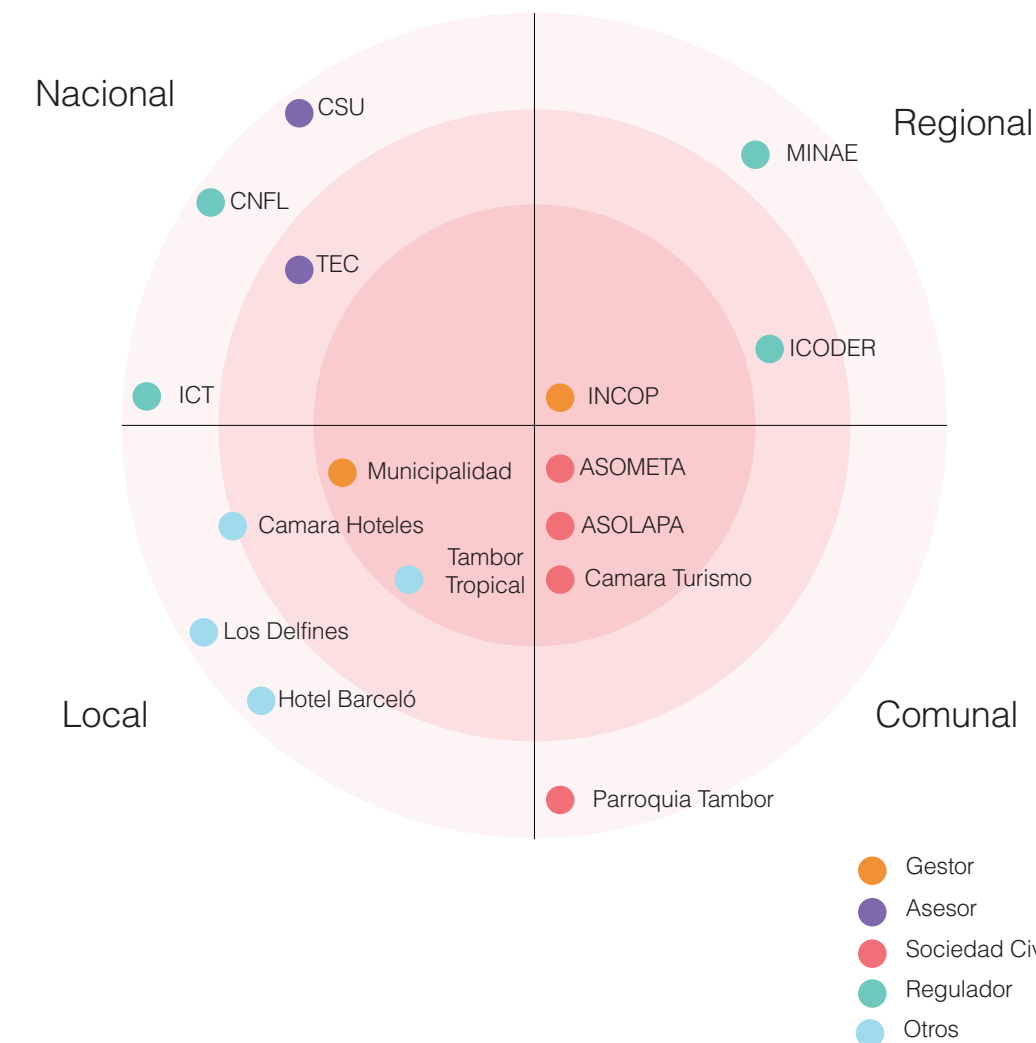 Nacional
CSU
Regional
MINAE
CNFL
TEC
ICODER
ICT
INCOP
Municipalidad
ASOMETA
Camara Hoteles
ASOLAPA
Tambor
Tropical
Camara Turismo
Los Delfines
Hotel Barceló
Local
Comunal
Parroquia Tambor
Gestor
Asesor
Sociedad
Regulador
Otros